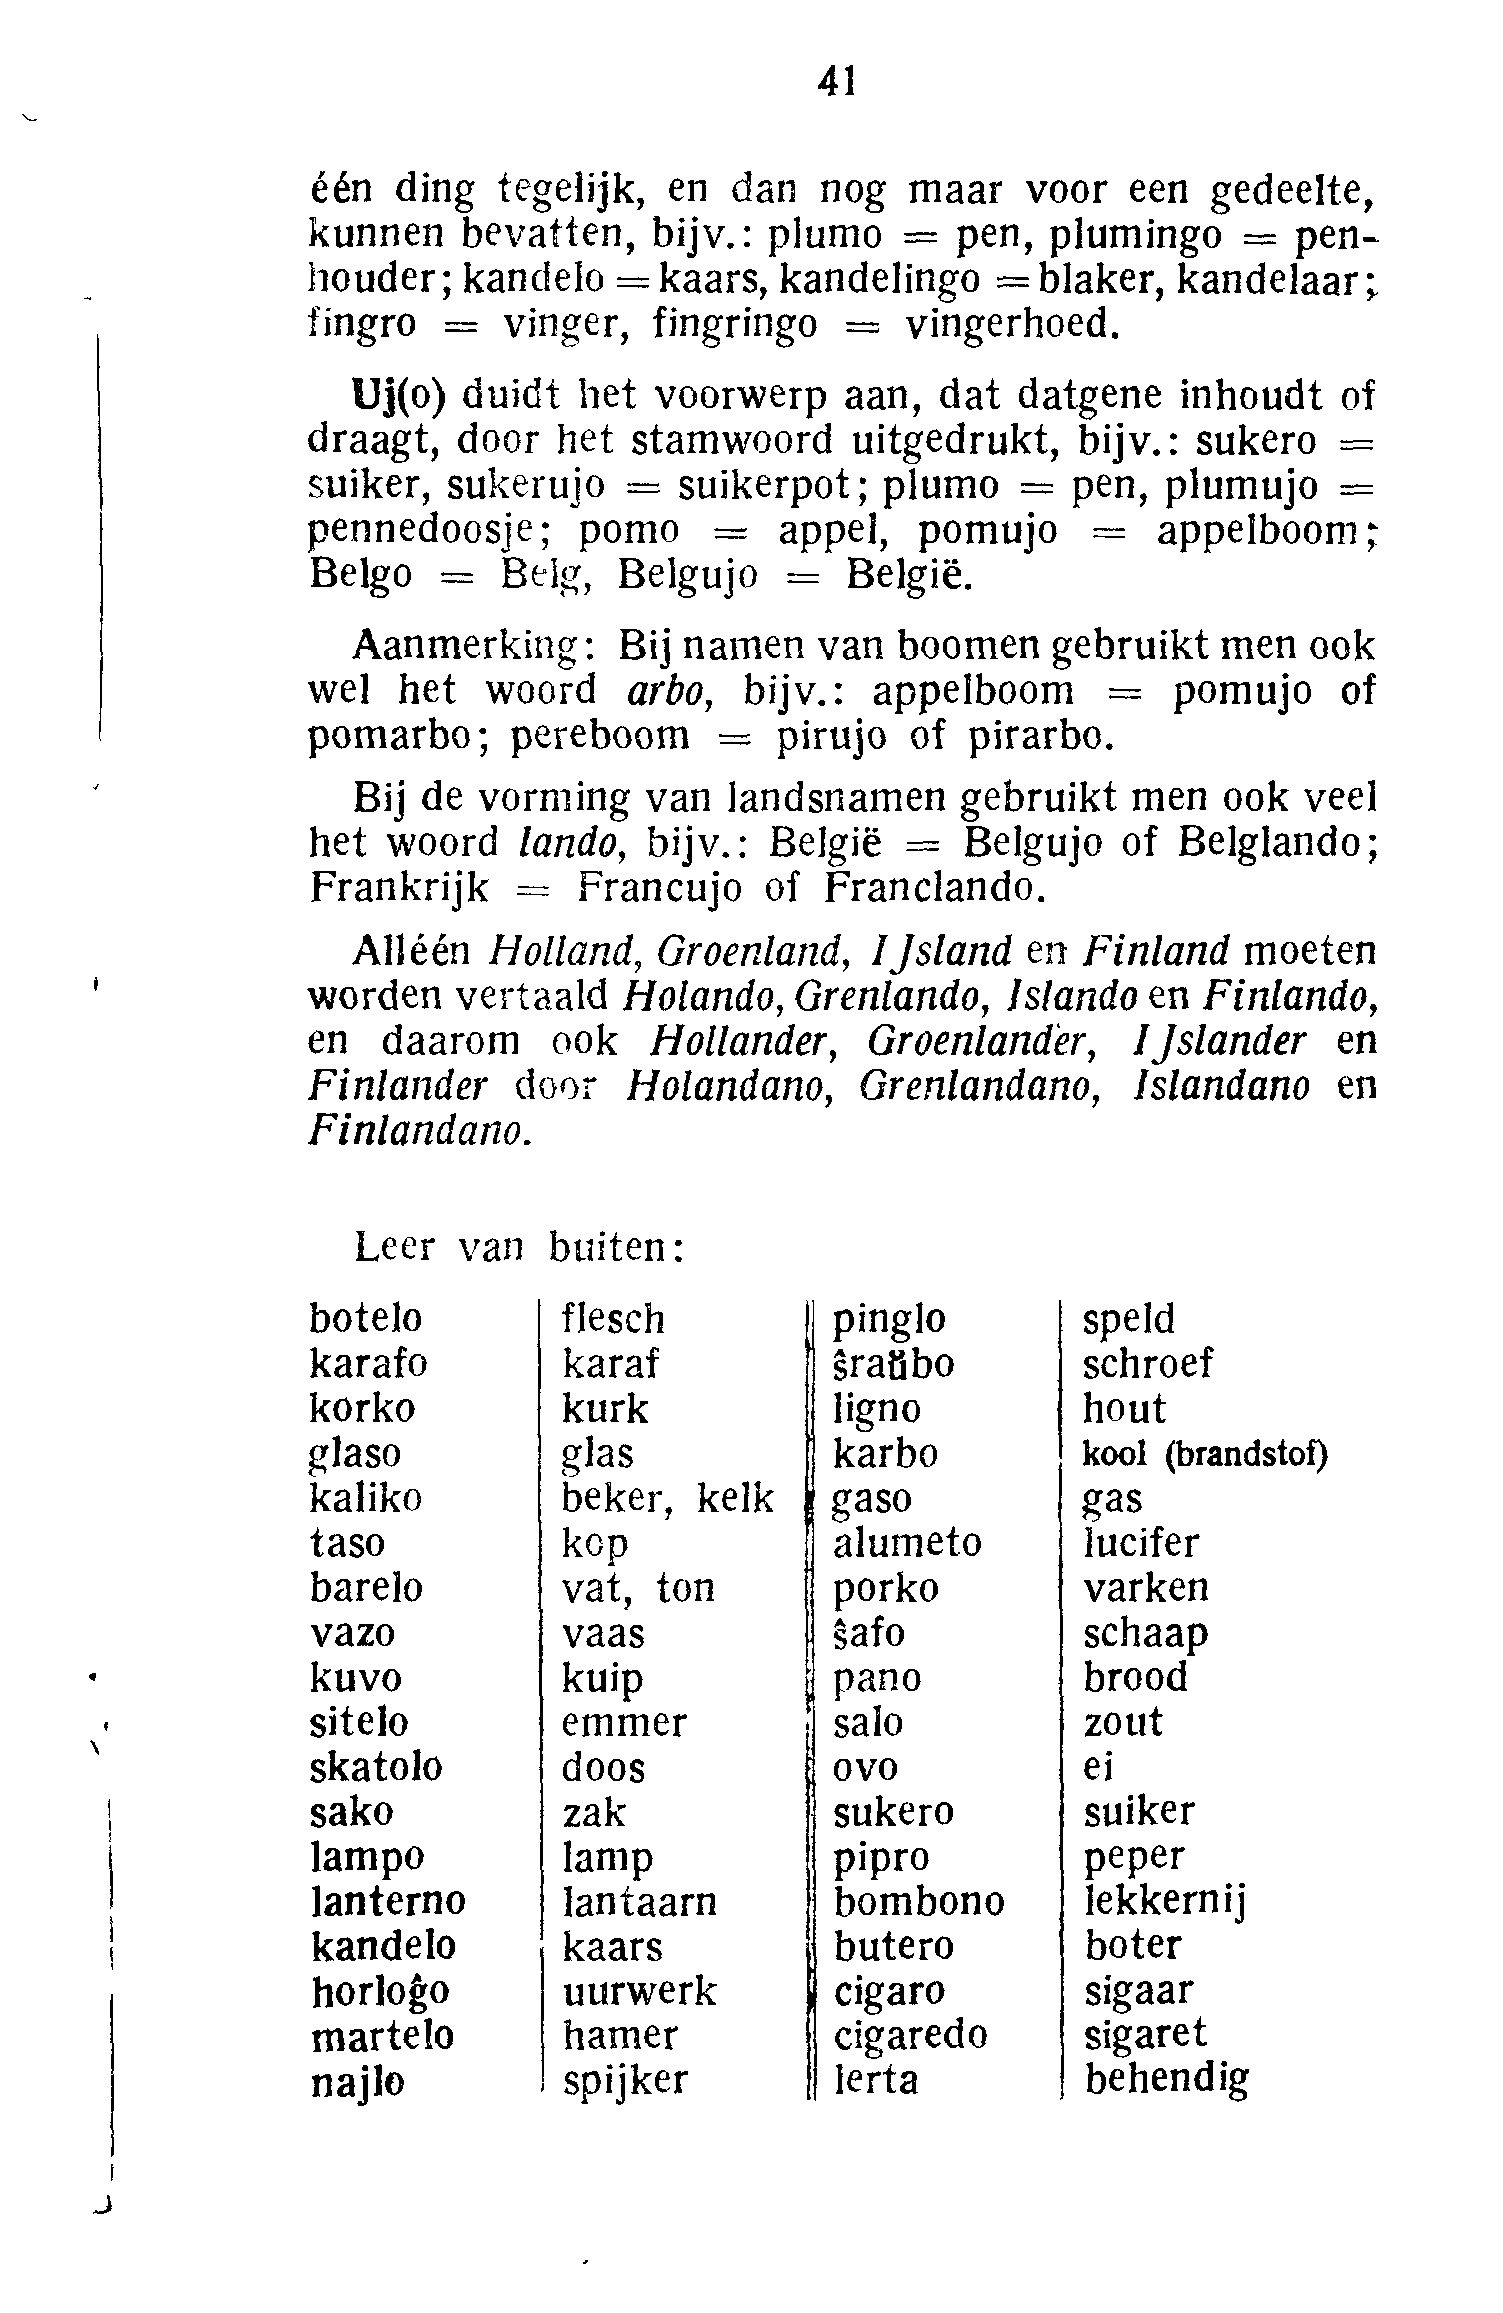 41
één ding tegelijk, en dan nog maar voor een gedeelte,
kunnen bevatten, bijv.: plumo = pen, plumingo = pen-
houder; kandelo = kaars, kandelingo = blaker, kandelaar;
fingro = vinger, fingringo = vingerhoed.
Uj(o) duidt het voorwerp aan, dat datgene inhoudt of
draagt, door het stamwoord uitgedrukt, bijv.: sukero =
suiker, sukerujo = suikerpot; plumo = pen, plumujo =
pennedoosje; pomo = appel, pomujo = appelboom;
Belgo = Belg, Belgujo = België.
Aanmerking: Bij namen van boomen gebruikt men ook
wel het woord arbo, bijv.: appelboom = pomujo of
pomarbo; pereboom = pirujo of pirarbo.
Bij de vorming van landsnamen gebruikt men ook veel
het woord lando, bijv.: België = Belgujo of Belglando;
Frankrijk = Francujo of Franclando.
Alléén Holland, Groenland, IJsland en Finland moeten
worden vertaald Holando, Grenlando, Islando en Finlando,
en daarom ook Hollander, Groenlander, IJslander en
Finlander door Holandano, Grenlandano, Islandano en
Finlandano.
Leer van buiten:
botelo flesch pinglo speld
karafo karaf ŝraŭbo schroef
korko kurk ligno hout
glaso glas karbo kool (brandstof)
kaliko beker, kelk gaso gas
taso kop alumeto lucifer
barelo vat, ton porko varken
vazo vaas ŝafo schaap
kuvo kuip pano brood
sitelo emmer salo zout
skatolo doos ovo ei
sako zak sukero suiker
lampo lamp pipro peper
lanterno lantaarn bombono lekkernij
kandelo kaars butero boter
horloĝo uurwerk cigaro sigaar
martelo hamer cigaredo sigaret
najlo spijker lerta behendig